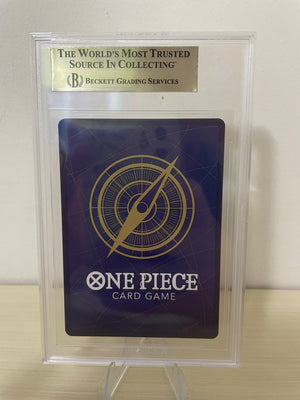 THE WORLD'S MOST TRUSTED
SOURCE IN COLLECTING™
B BECKETT GRADING SERVICES
ONE PIECE
CARD GAME